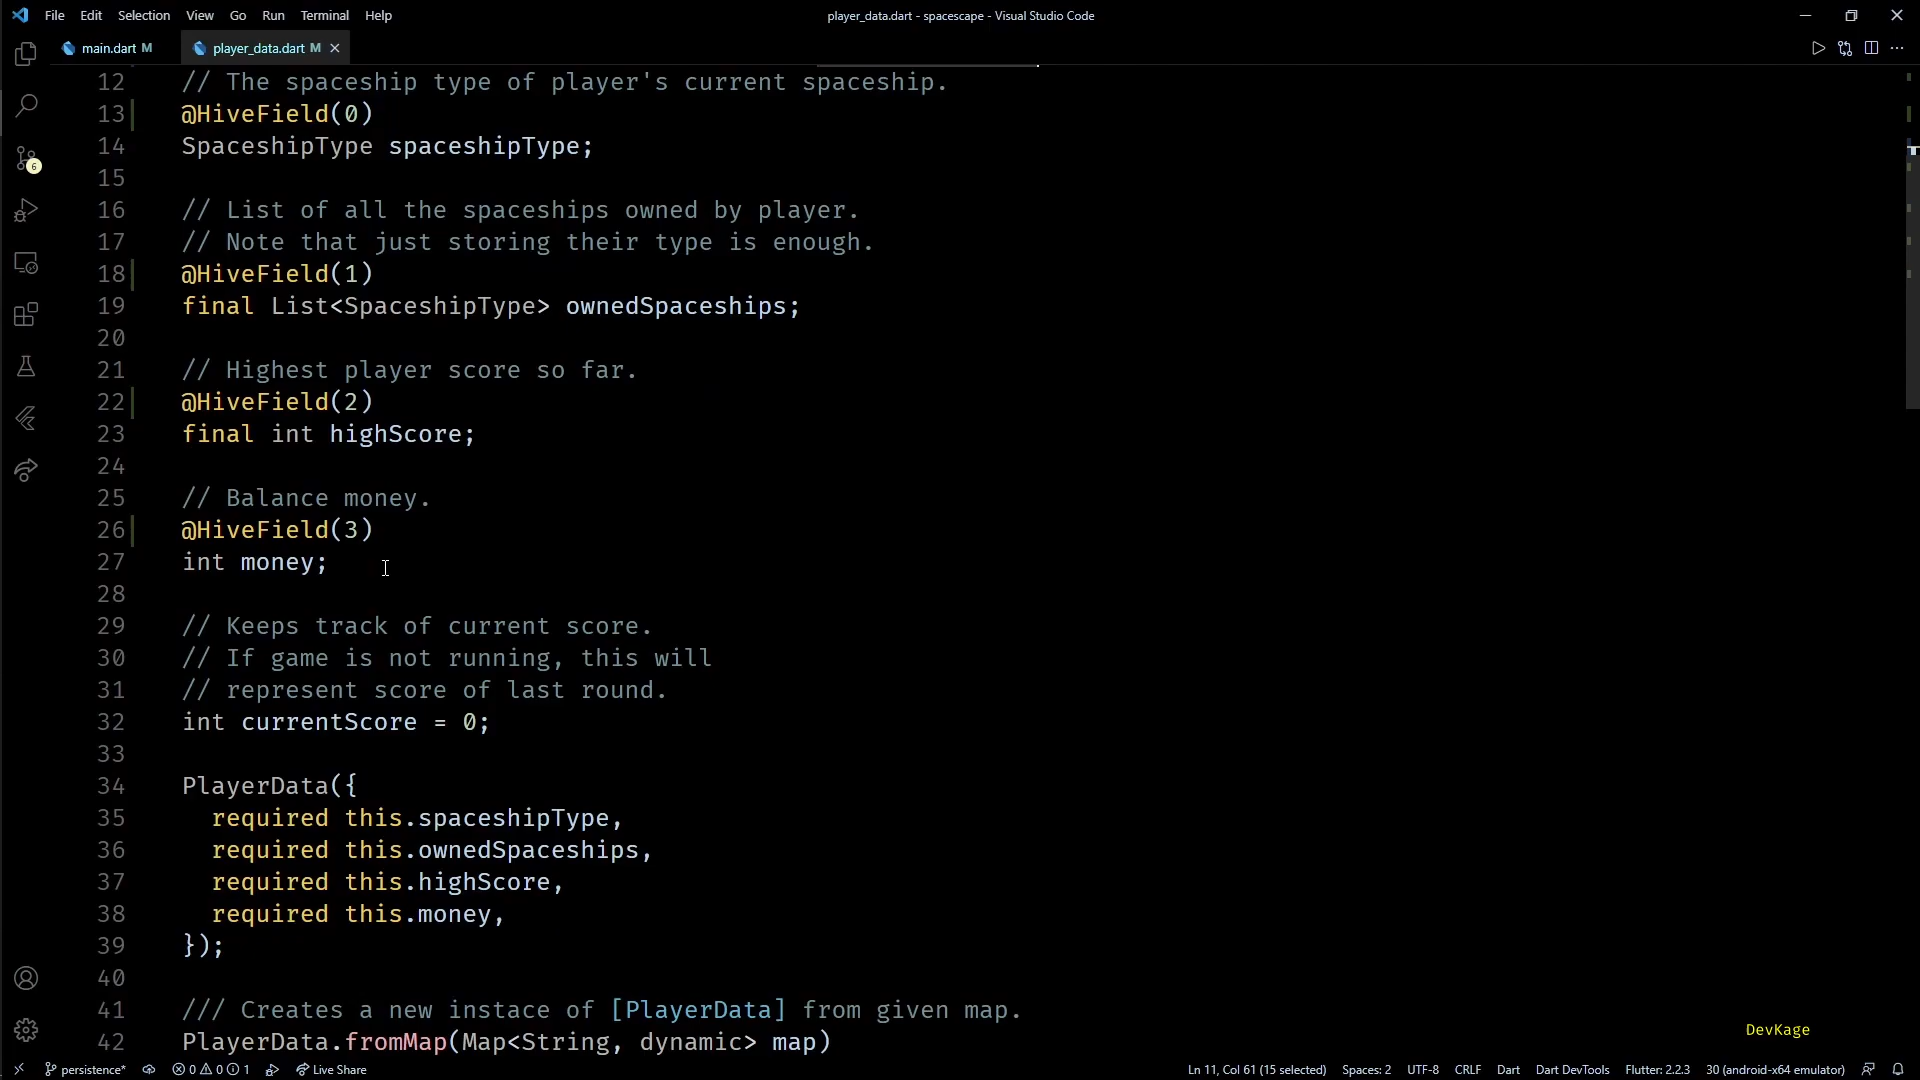 File Edit Selection View Go Run Terminal Help
player_data.dart - spacescape - Visual Studio Code
main.dart M
player_data.dart M
12 // The spaceship type of player's current spaceship.
13 @HiveField(0)
14 SpaceshipType spaceshipType;
15
16 // List of all the spaceships owned by player.
17 // Note that just storing their type is enough.
18 @HiveField(1)
19 final List<SpaceshipType> ownedSpaceships;
20
21 // Highest player score so far.
22 @HiveField(2)
23 final int highScore;
24
25 // Balance money.
26 @HiveField(3)
27 int money;
28
29 // Keeps track of current score.
30 // If game is not running, this will
31 // represent score of last round.
32 int currentScore = 0;
33
34 PlayerData({
35 required this.spaceshipType,
36 required this.ownedSpaceships,
37 required this.highScore,
38 required this.money,
39 });
40
41 /// Creates a new instace of [PlayerData] from given map.
42 PlayerData.fromMap(Map<String, dynamic> map)
6
DevKage
persistence* 0 0 1 Live Share Ln 11, Col 61 (15 selected) Spaces: 2 UTF-8 CRLF Dart Dart DevTools Flutter: 2.2.3 30 (android-x64 emulator)